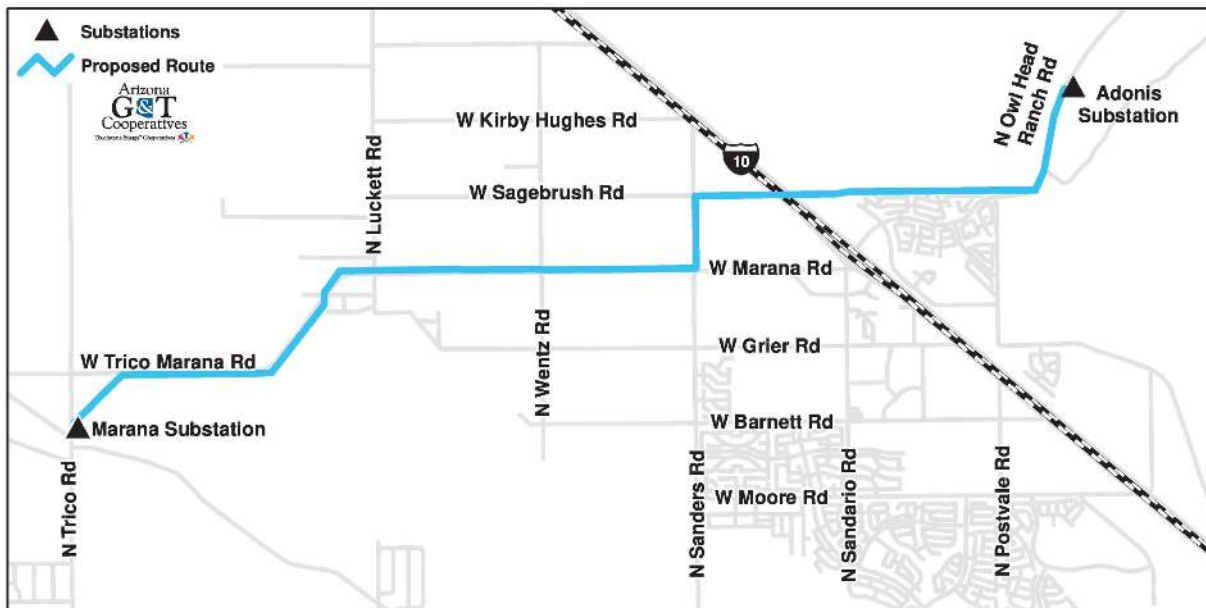 Substations
Proposed Route
Arizona
G&T
Cooperatives
W Kirby Hughes Rd
10
N Owl Head
Ranch Rd
Adonis
Substation
N Luckett Rd
W Sagebrush Rd
W Marana Rd
W Trico Marana Rd
N Wentz Rd
W Grier Rd
Marana Substation
W Barnett Rd
N Trico Rd
N Sanders Rd
W Moore Rd
N Sandario Rd
N Postvale Rd